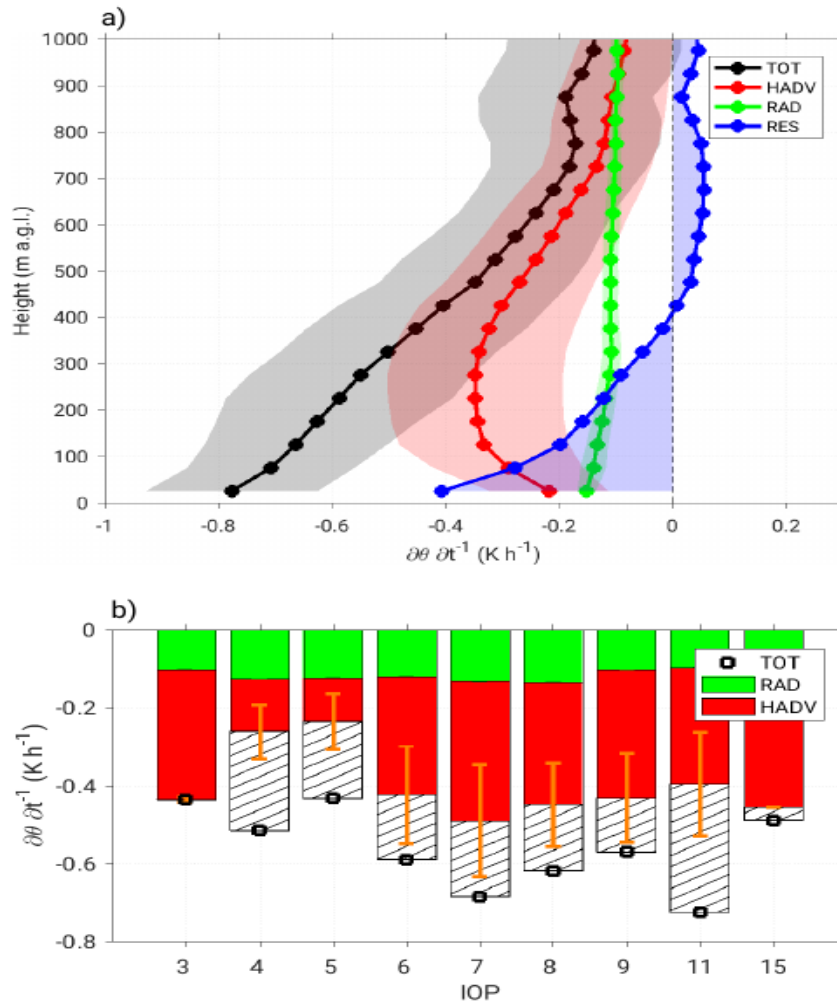 a)
1000
900
800
700
600
500
400
300
200
100
0
Height (m a.g.l.)
TOT
HADV
RAD
RES
-1 -0.8 -0.6 -0.4 -0.2 0 0.2
∂θ ∂t⁻¹ (K h⁻¹)
b)
0
-0.2
-0.4
-0.6
-0.8
∂θ ∂t⁻¹ (K h⁻¹)
TOT
RAD
HADV
3 4 5 6 7 8 9 11 15
IOP